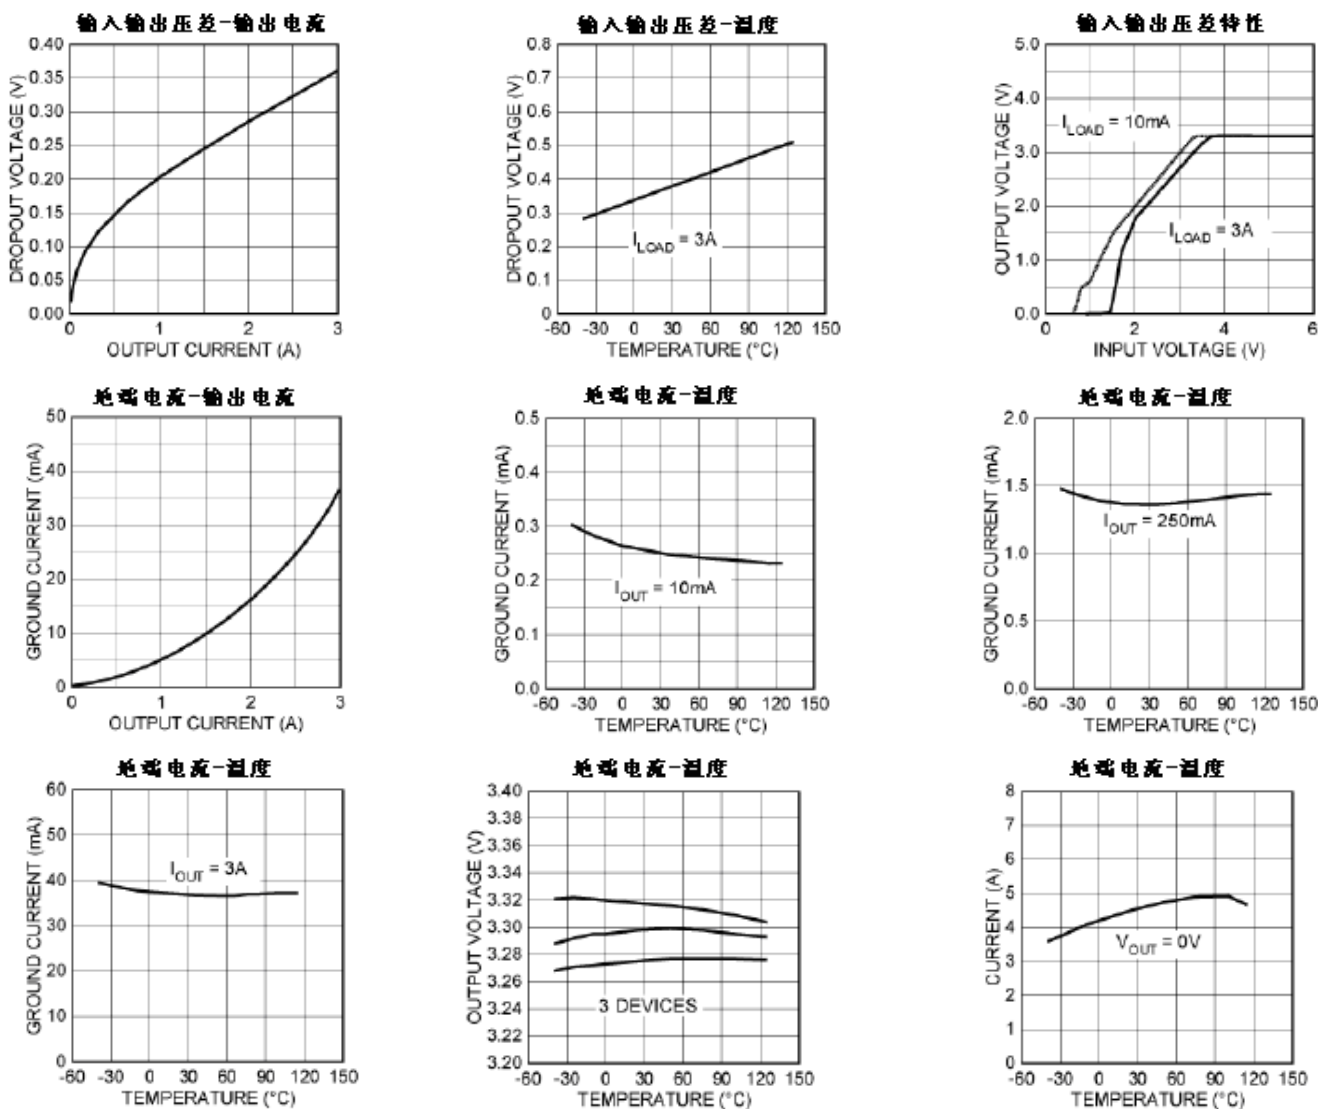 输入输出压差-输出电流
0.40
0.35
0.30
0.25
0.20
0.15
0.10
0.05
0.00
DROPOUT VOLTAGE (V)
0 1 2 3
OUTPUT CURRENT (A)
输入输出压差-温度
0.8
0.7
0.6
0.5
0.4
0.3
0.2
0.1
0
DROPOUT VOLTAGE (V)
I_LOAD = 3A
-60 -30 0 30 60 90 120 150
TEMPERATURE (°C)
输入输出压差特性
5.0
4.0
3.0
2.0
1.0
0.0
OUTPUT VOLTAGE (V)
I_LOAD = 10mA
I_LOAD = 3A
0 2 4 6
INPUT VOLTAGE (V)
地端电流-输出电流
50
40
30
20
10
0
GROUND CURRENT (mA)
0 1 2 3
OUTPUT CURRENT (A)
地端电流-温度
0.5
0.4
0.3
0.2
0.1
0.0
GROUND CURRENT (mA)
I_OUT = 10mA
-60 -30 0 30 60 90 120 150
TEMPERATURE (°C)
地端电流-温度
2.0
1.5
1.0
0.5
0.0
GROUND CURRENT (mA)
I_OUT = 250mA
-60 -30 0 30 60 90 120 150
TEMPERATURE (°C)
地端电流-温度
60
50
40
30
20
10
0
GROUND CURRENT (mA)
I_OUT = 3A
-60 -30 0 30 60 90 120 150
TEMPERATURE (°C)
地端电流-温度
3.40
3.38
3.36
3.34
3.32
3.30
3.28
3.26
3.24
3.22
3.20
OUTPUT VOLTAGE (V)
3 DEVICES
-60 -30 0 30 60 90 120 150
TEMPERATURE (°C)
地端电流-温度
8
7
6
5
4
3
2
1
0
CURRENT (A)
V_OUT = 0V
-60 -30 0 30 60 90 120 150
TEMPERATURE (°C)